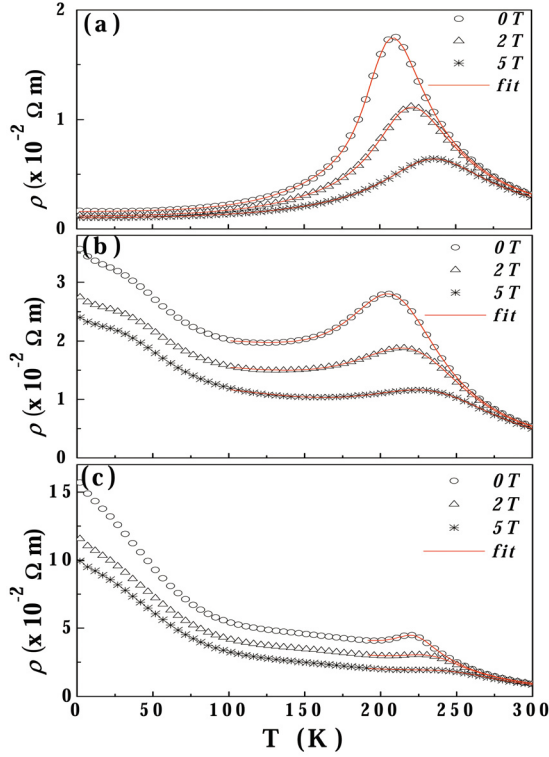 2
(a)
0 T
2 T
5 T
fit
1
ρ (x 10⁻² Ω m)
0
(b)
0 T
2 T
5 T
fit
3
2
1
0
ρ (x 10⁻² Ω m)
(c)
0 T
2 T
5 T
fit
15
10
5
0
ρ (x 10⁻² Ω m)
0 50 100 150 200 250 300
T (K)